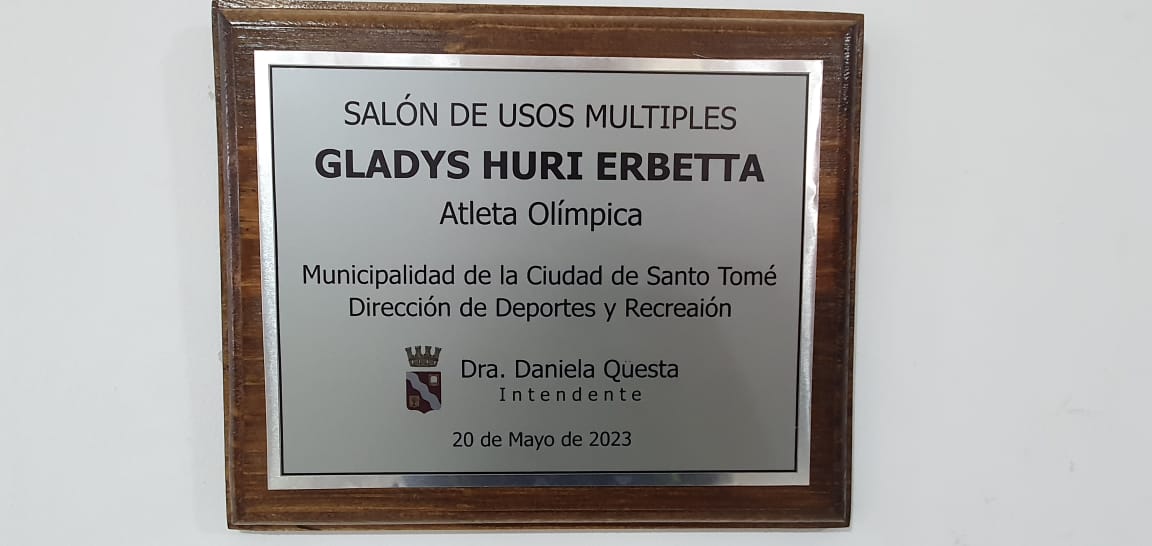 SALÓN DE USOS MULTIPLES
GLADYS HURI ERBETTA
Atleta Olímpica
Municipalidad de la Ciudad de Santo Tomé
Dirección de Deportes y Recreaión
Dra. Daniela Qüesta
Intendente
20 de Mayo de 2023